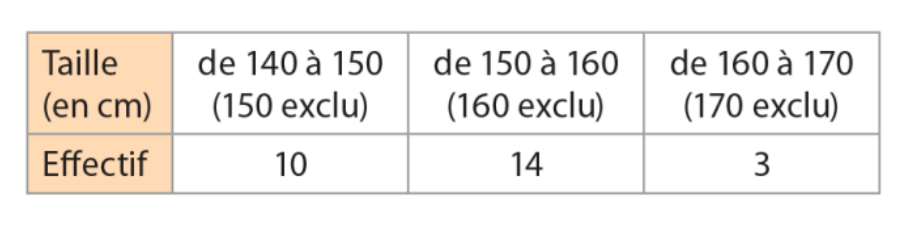 Taille (en cm) de 140 à 150 (150 exclu) de 150 à 160 (160 exclu) de 160 à 170 (170 exclu)
Effectif 10 14 3